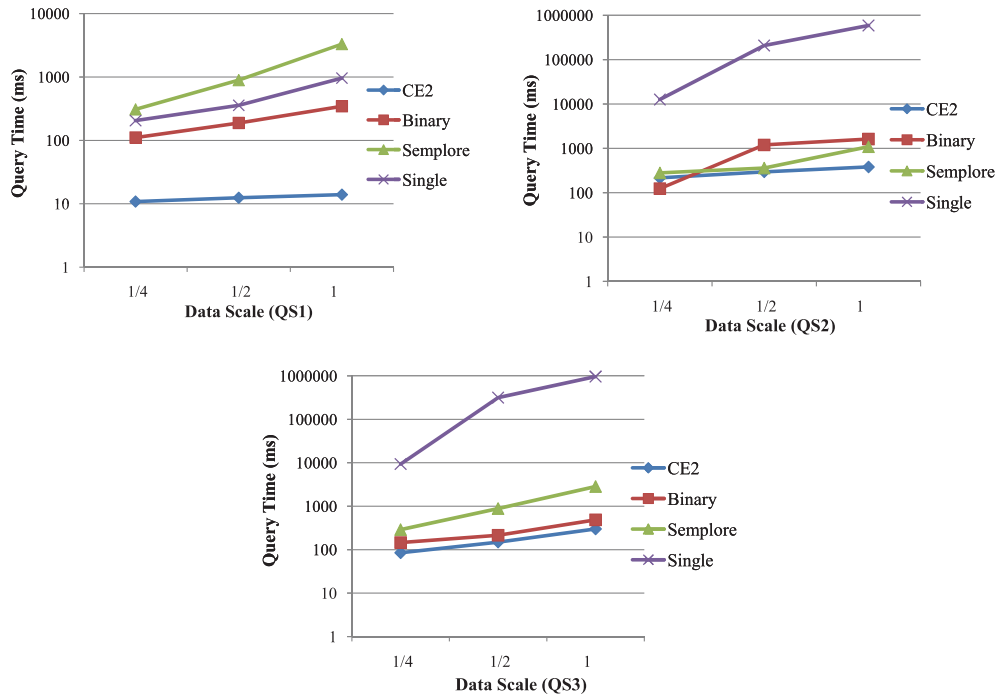 10000
1000
100
10
1
Query Time (ms)
1/4
1/2
1
Data Scale (QS1)
CE2
Binary
Semplore
Single
1000000
100000
10000
1000
100
10
1
Query Time (ms)
1/4
1/2
1
Data Scale (QS2)
CE2
Binary
Semplore
Single
1000000
100000
10000
1000
100
10
1
Query Time (ms)
1/4
1/2
1
Data Scale (QS3)
CE2
Binary
Semplore
Single